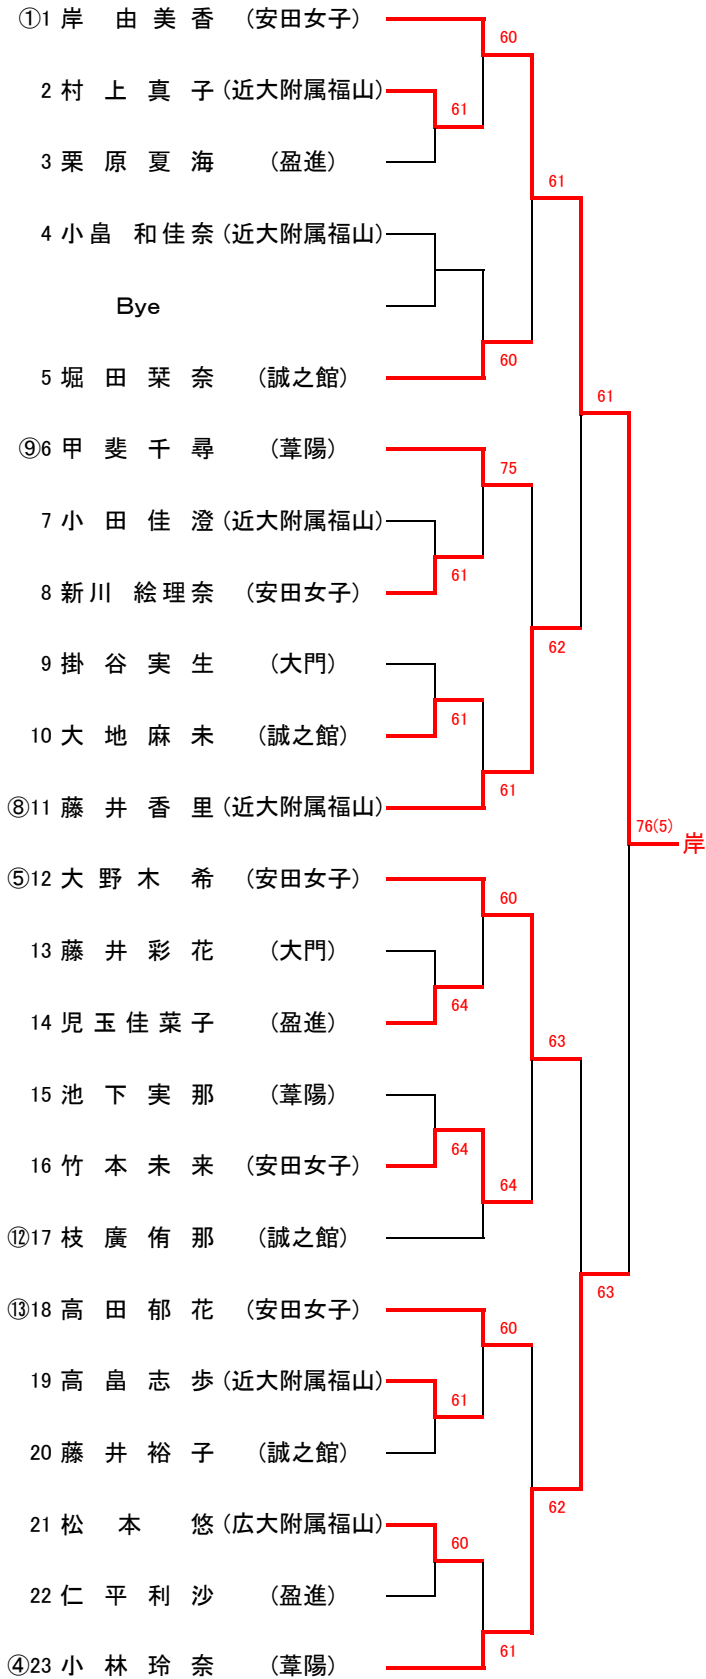 ①1 岸 由美香 (安田女子)
60
2 村上真子 (近大附属福山)
61
3 栗原夏海 (盈進)
61
4 小畠 和佳奈 (近大附属福山)
Bye
60
5 堀田栞奈 (誠之館)
61
⑨6 甲斐千尋 (葦陽)
75
7 小田佳澄 (近大附属福山)
61
8 新川 絵理奈 (安田女子)
62
9 掛谷実生 (大門)
61
10 大地麻未 (誠之館)
61
⑧11 藤井香里 (近大附属福山)
76(5) 岸
⑤12 大野木 希 (安田女子)
60
13 藤井彩花 (大門)
64
14 児玉佳菜子 (盈進)
63
15 池下実那 (葦陽)
64
16 竹本未来 (安田女子)
64
⑫17 枝廣侑那 (誠之館)
63
⑬18 高田郁花 (安田女子)
60
19 高畠志歩 (近大附属福山)
61
20 藤井裕子 (誠之館)
62
21 松本 悠 (広大附属福山)
60
22 仁平利沙 (盈進)
61
④23 小林玲奈 (葦陽)